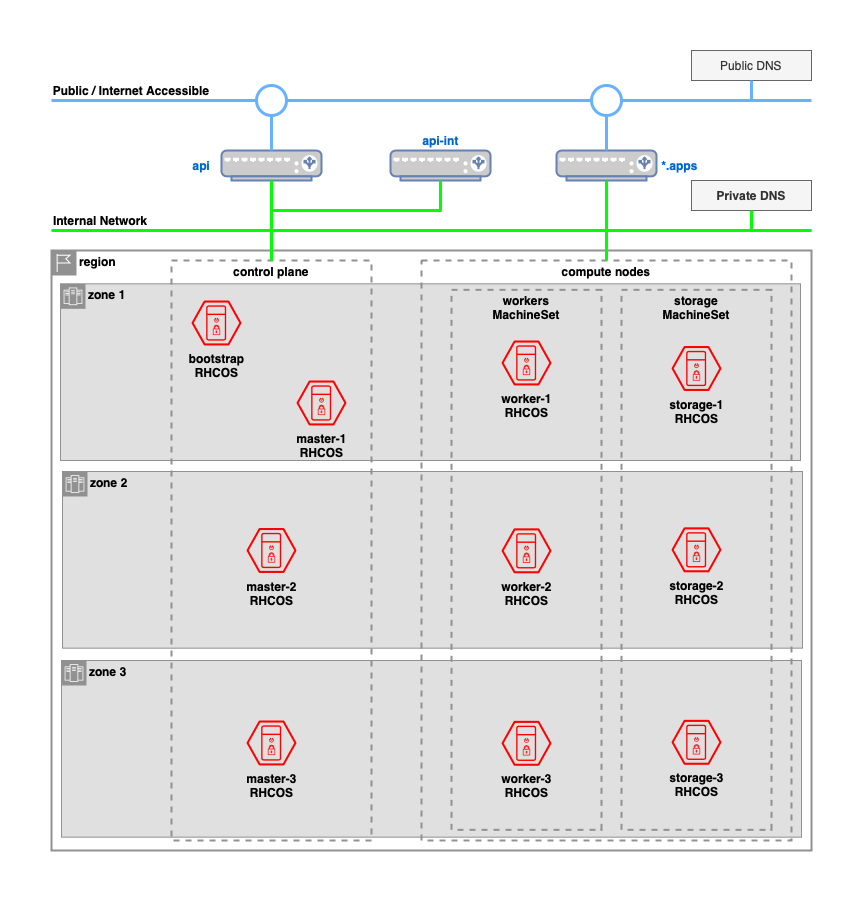 Public DNS
Public / Internet Accessible
api-int
api
*.apps
Private DNS
Internal Network
region
control plane
compute nodes
zone 1
workers
MachineSet
storage
MachineSet
bootstrap
RHCOS
master-1
RHCOS
worker-1
RHCOS
storage-1
RHCOS
zone 2
master-2
RHCOS
worker-2
RHCOS
storage-2
RHCOS
zone 3
master-3
RHCOS
worker-3
RHCOS
storage-3
RHCOS